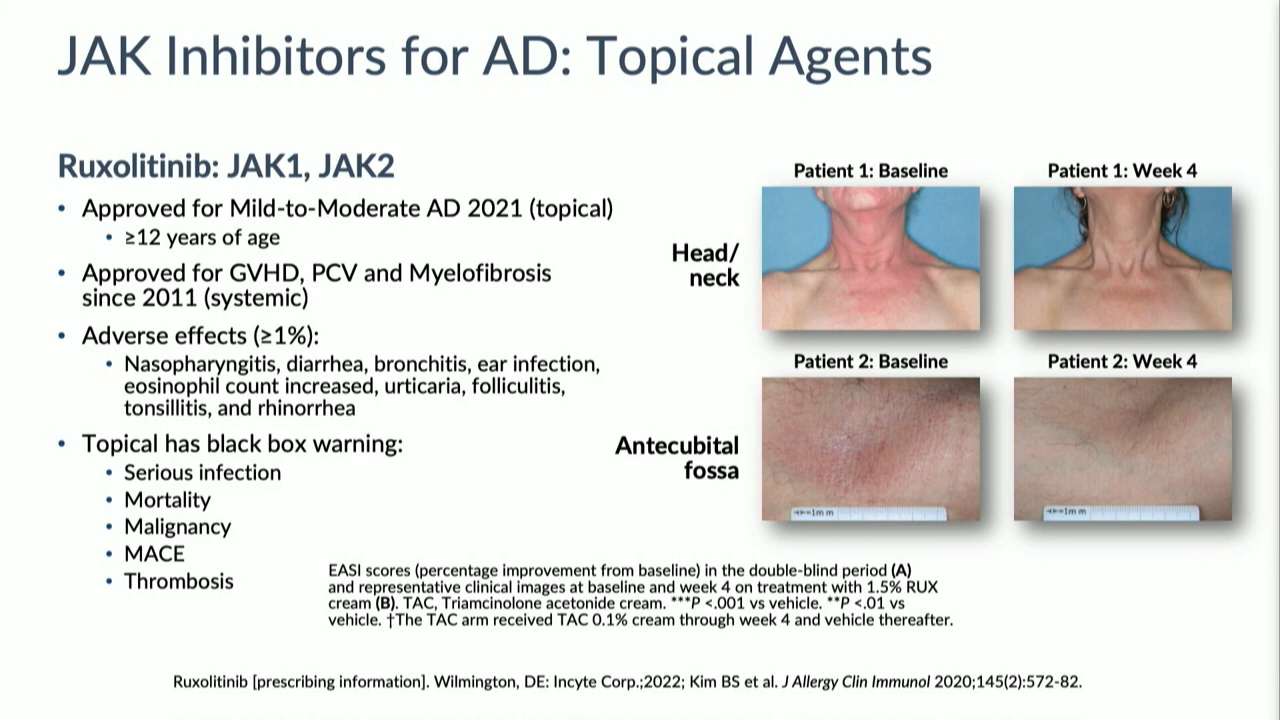 JAK Inhibitors for AD: Topical Agents
Ruxolitinib: JAK1, JAK2
• Approved for Mild-to-Moderate AD 2021 (topical)
• ≥12 years of age
• Approved for GVHD, PCV and Myelofibrosis
since 2011 (systemic)
• Adverse effects (≥1%):
• Nasopharyngitis, diarrhea, bronchitis, ear infection,
eosinophil count increased, urticaria, folliculitis,
tonsillitis, and rhinorrhea
• Topical has black box warning:
• Serious infection
• Mortality
• Malignancy
• MACE
• Thrombosis
Patient 1: Baseline
Patient 1: Week 4
Head/
neck
Patient 2: Baseline
Patient 2: Week 4
Antecubital
fossa
=1mm
=1mm
EASI scores (percentage improvement from baseline) in the double-blind period (A)
and representative clinical images at baseline and week 4 on treatment with 1.5% RUX
cream (B). TAC, Triamcinolone acetonide cream. ***P <.001 vs vehicle. **P <.01 vs
vehicle. †The TAC arm received TAC 0.1% cream through week 4 and vehicle thereafter.
Ruxolitinib [prescribing information]. Wilmington, DE: Incyte Corp.;2022; Kim BS et al. J Allergy Clin Immunol 2020;145(2):572-82.